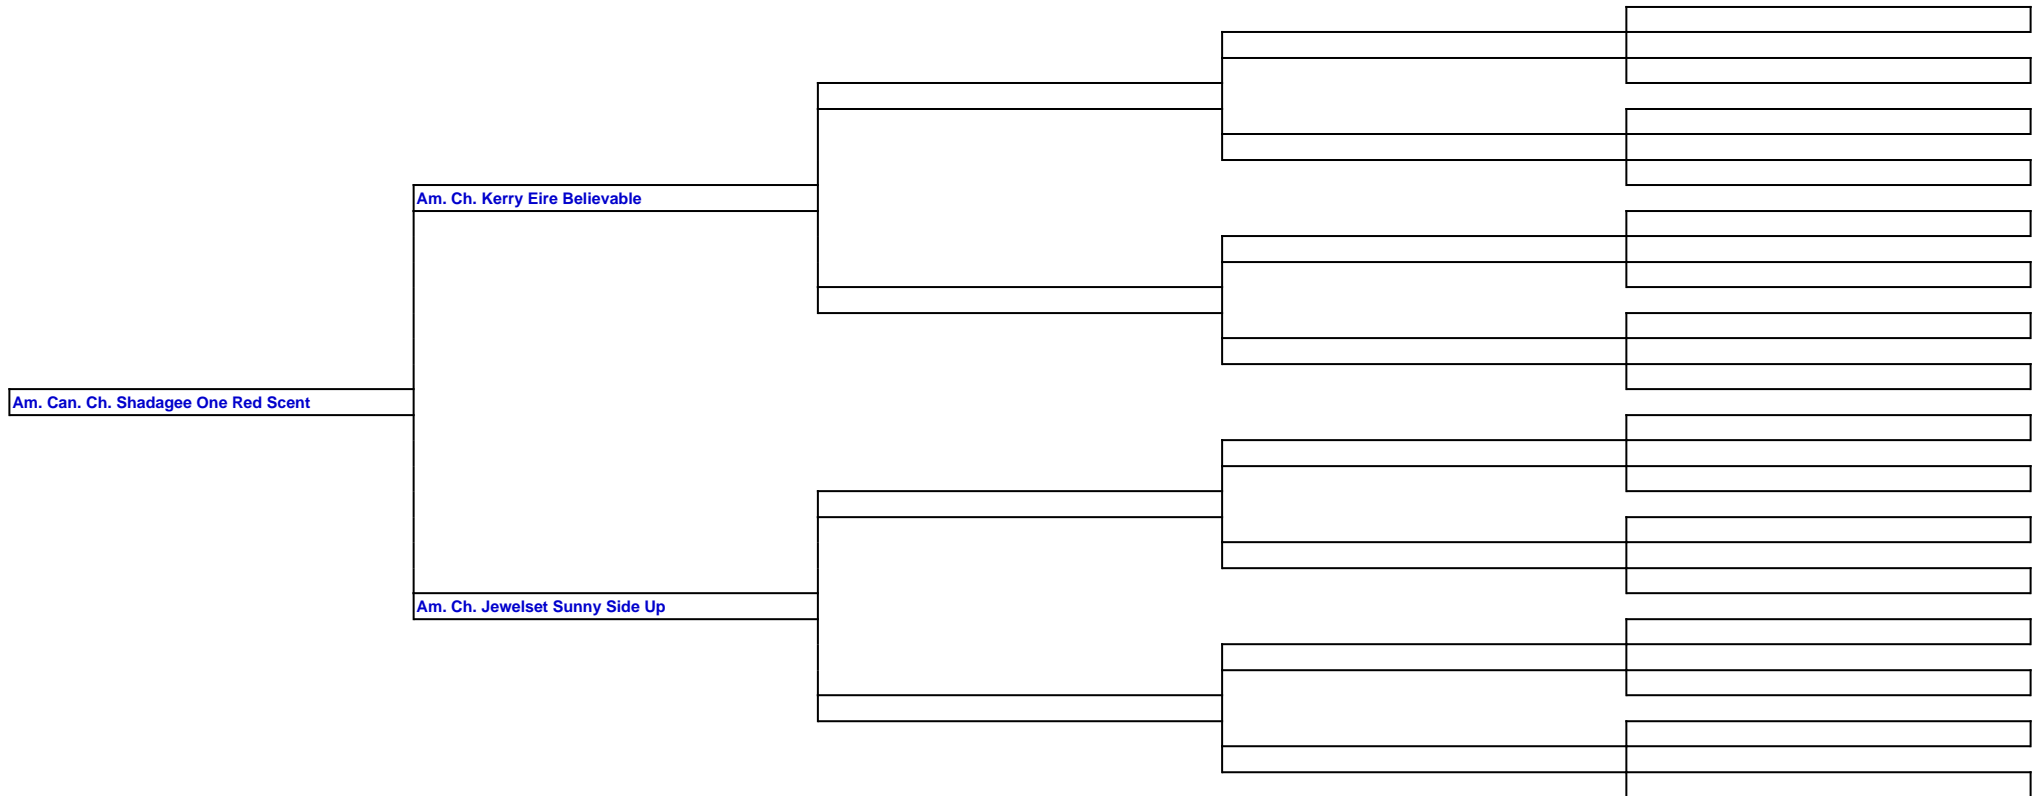 Am. Ch. Kerry Eire Believable
Am. Can. Ch. Shadagee One Red Scent
Am. Ch. Jewelset Sunny Side Up